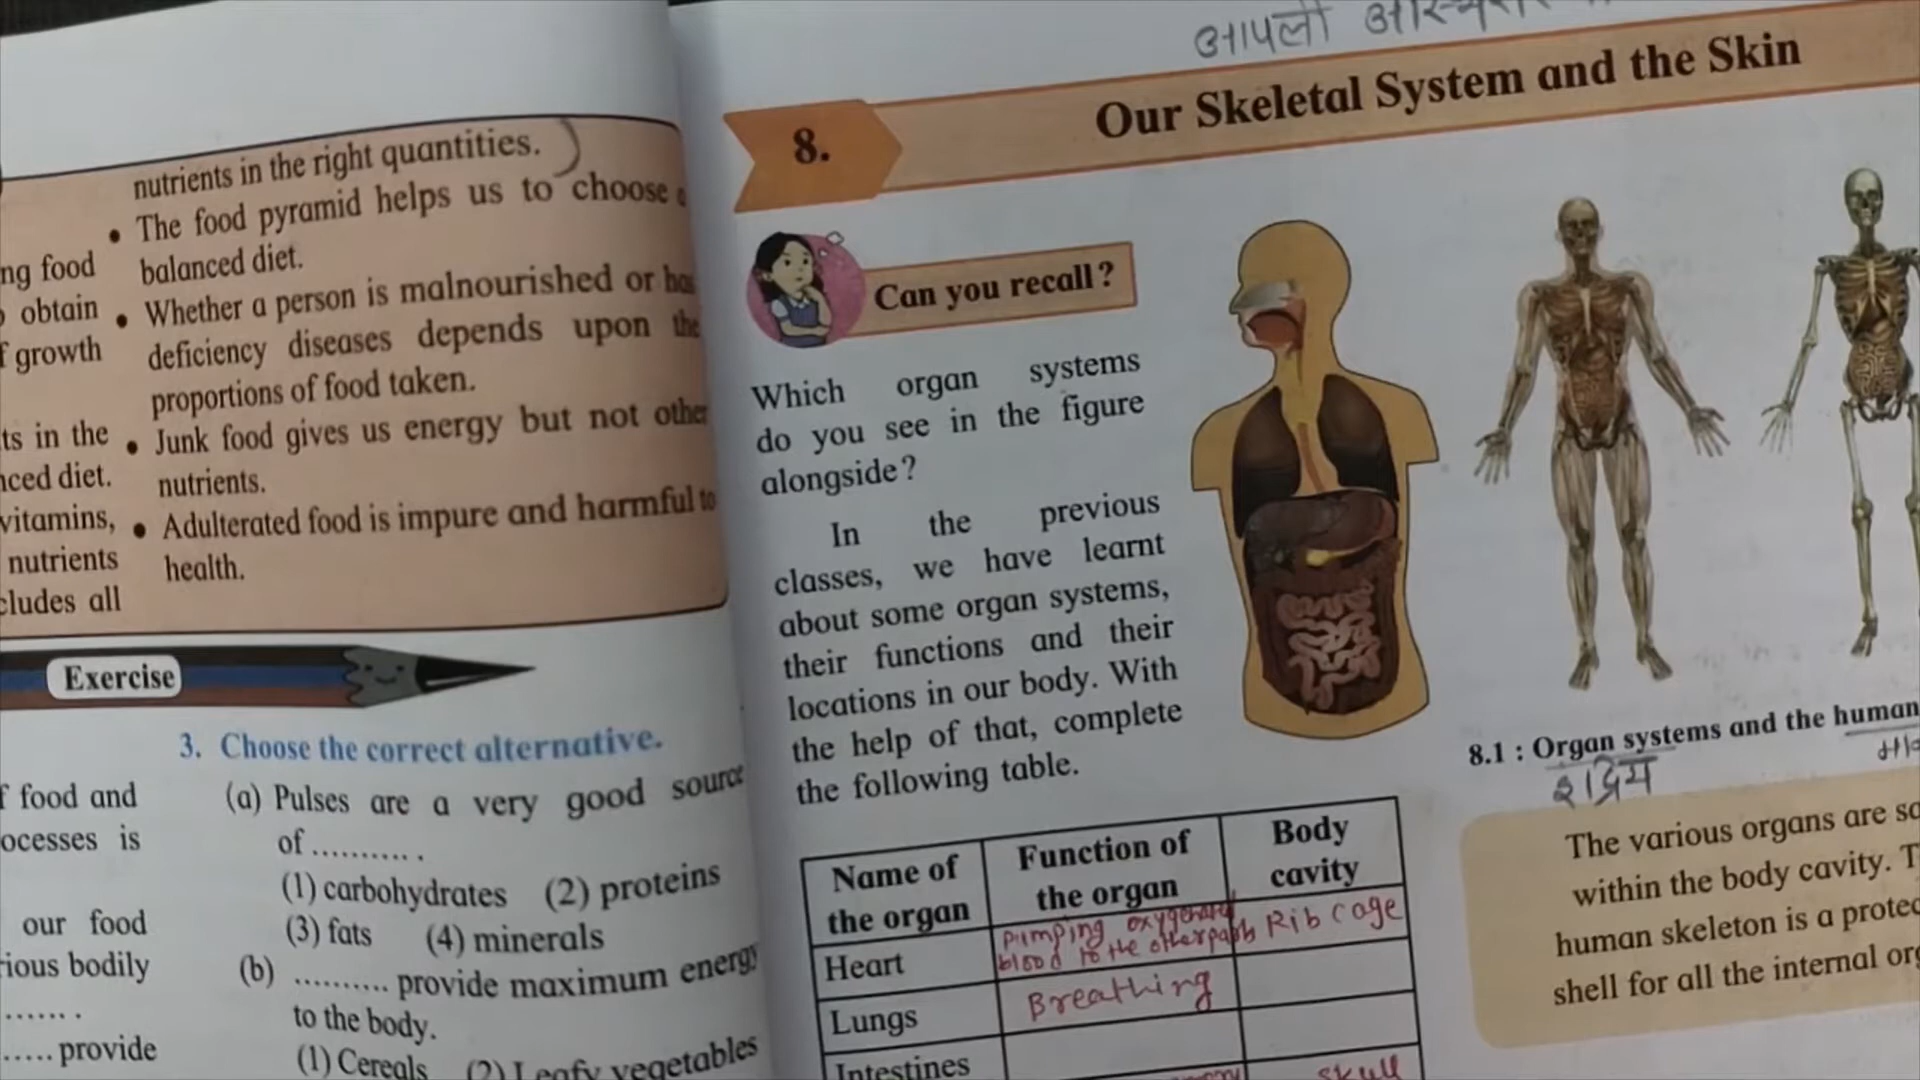 nutrients in the right quantities.
• The food pyramid helps us to choose
balanced diet.
• Whether a person is malnourished or has
deficiency diseases depends upon the
proportions of food taken.
• Junk food gives us energy but not other
nutrients.
• Adulterated food is impure and harmful to
health.
ng food
obtain
f growth
ts in the
nced diet.
vitamins,
nutrients
cludes all
Exercise
f food and
ocesses is
our food
rious bodily
.......
..... provide
3. Choose the correct alternative.
(a) Pulses are a very good source
of .......... .
(1) carbohydrates (2) proteins
(3) fats (4) minerals
(b) .......... provide maximum energy
to the body.
(1) Cereals (2) Leafy vegetables
आपली
8. Our Skeletal System and the Skin
Can you recall?
Which organ systems
do you see in the figure
alongside?
In the previous
classes, we have learnt
about some organ systems,
their functions and their
locations in our body. With
the help of that, complete
the following table.
Name of the organ Function of the organ Body cavity
Heart Pumping blood to the other Rib cage
Lungs Breathing
Intestines
skull
8.1 : Organ systems and the human
The various organs are
within the body cavity. T
human skeleton is a protec
shell for all the internal org